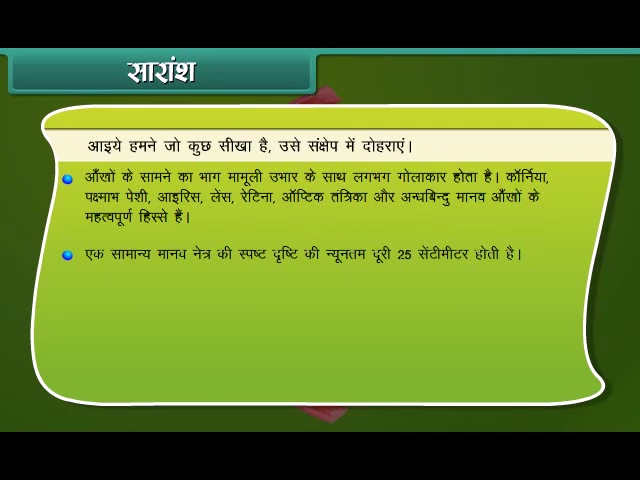 सारांश
आइये हमने जो कुछ सीखा है, उसे संक्षेप में दोहराएं।
आँखों के सामने का भाग मामूली उभार के साथ लगभग गोलाकार होता है। कॉर्निया,
पक्ष्माभ पेशी, आइरिस, लेंस, रेटिना, ऑप्टिक तंत्रिका और अन्धबिन्दु मानव आँखों के
महत्वपूर्ण हिस्से हैं।
एक सामान्य मानव नेत्र की स्पष्ट दृष्टि की न्यूनतम दूरी 25 सेंटीमीटर होती है।